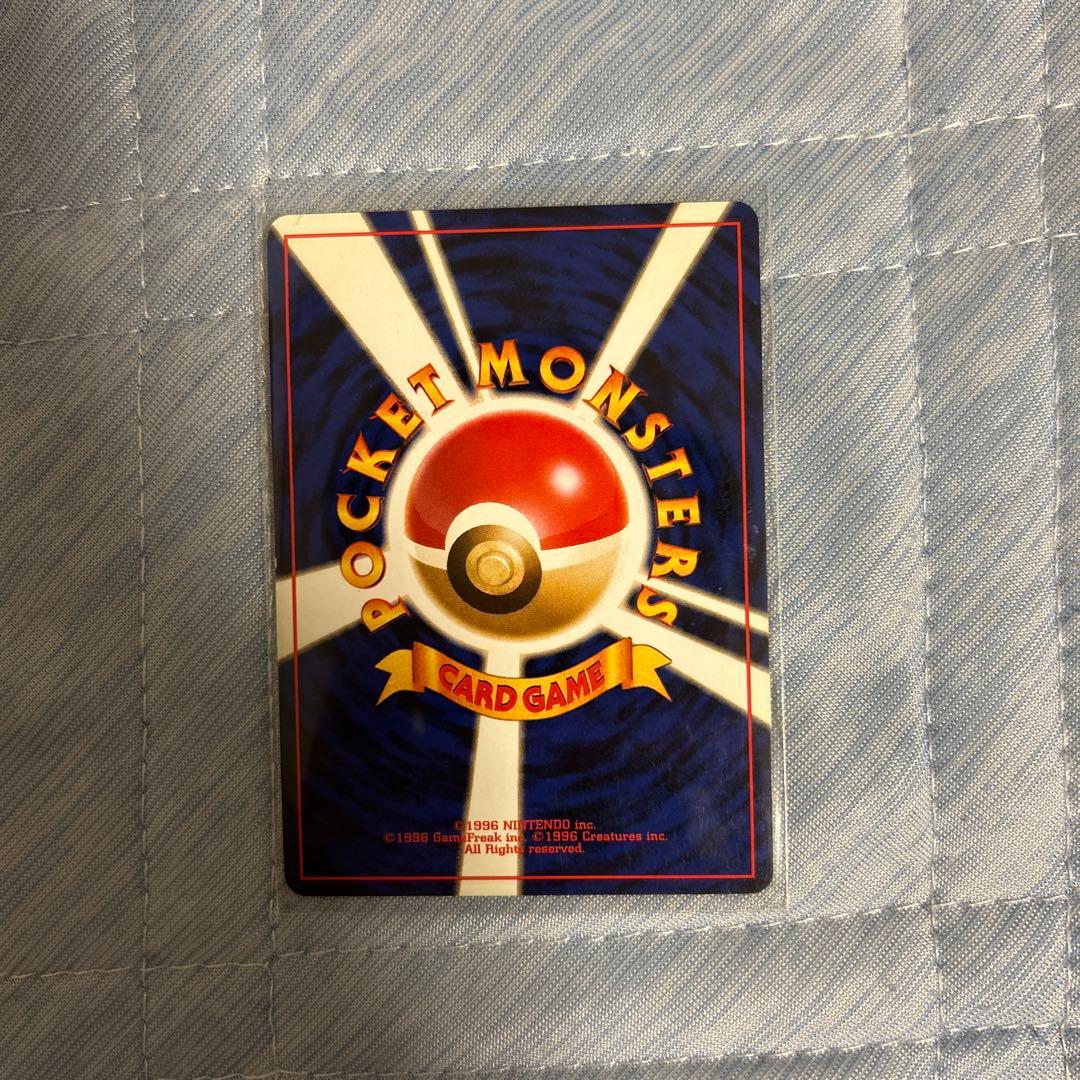 POCKET MONSTERS
CARD GAME
©1996 NINTENDO inc.
©1996 GameFreak inc. ©1996 Creatures inc.
All Rights reserved.